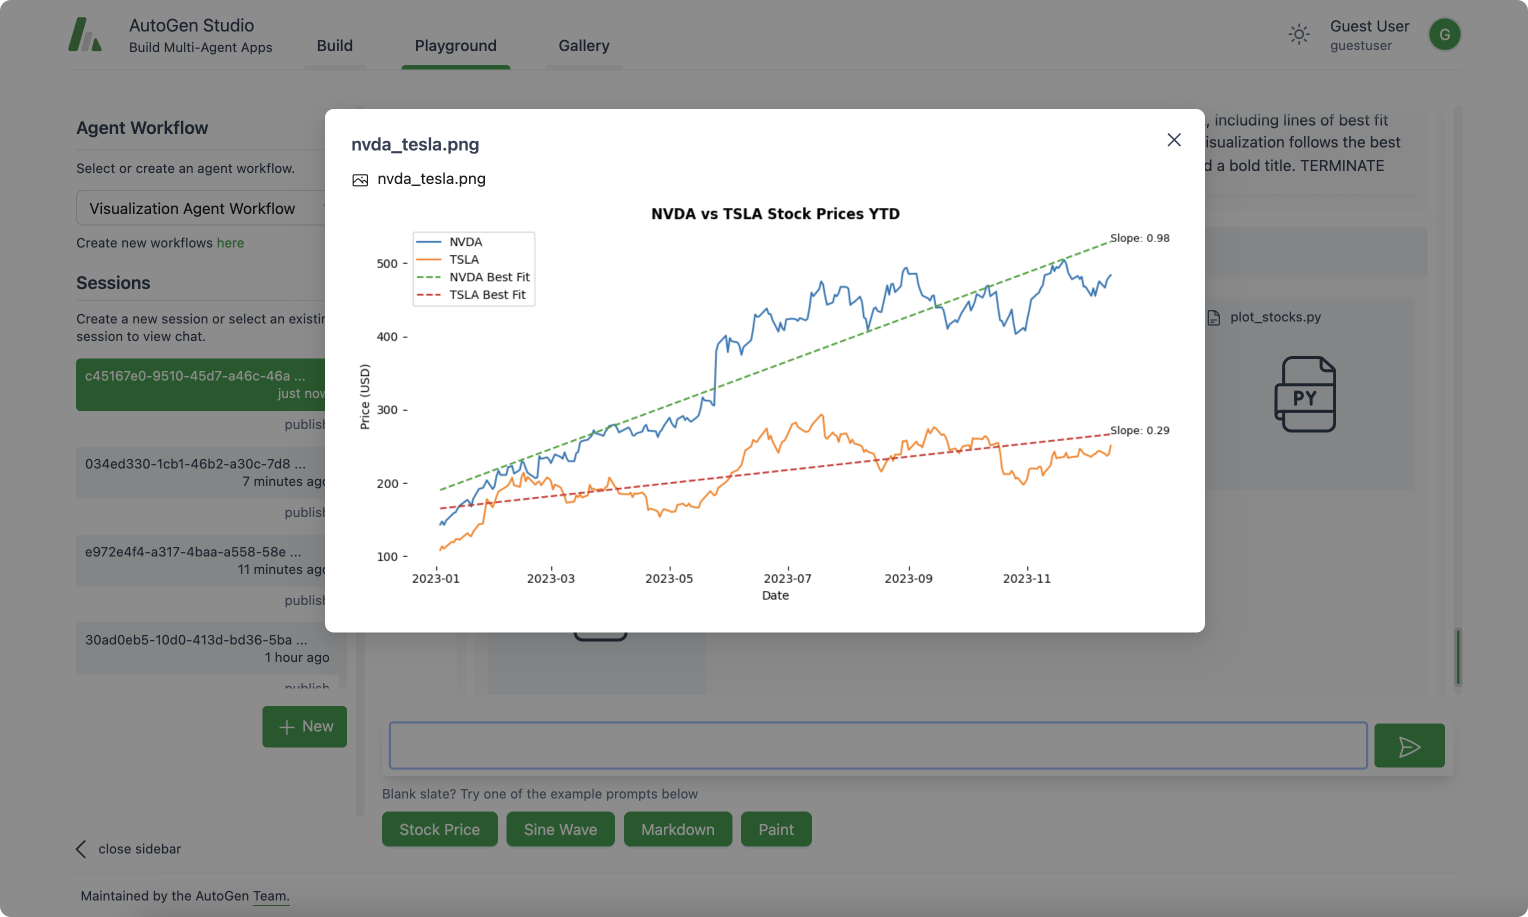 AutoGen Studio
Build Multi-Agent Apps
Build
Playground
Gallery
Guest User
guestuser
G
Agent Workflow
Select or create an agent workflow.
Visualization Agent Workflow
Create new workflows here
Sessions
Create a new session or select an existin
session to view chat.
c45167e0-9510-45d7-a46c-46a ...
just now
publish
034ed330-1cb1-46b2-a30c-7d8 ...
7 minutes ago
publish
e972e4f4-a317-4baa-a558-58e ...
11 minutes ago
publish
30ad0eb5-10d0-413d-bd36-5ba ...
1 hour ago
publish
New
close sidebar
Maintained by the AutoGen Team.
nvda_tesla.png
nvda_tesla.png
NVDA vs TSLA Stock Prices YTD
NVDA
TSLA
NVDA Best Fit
TSLA Best Fit
Slope: 0.98
Slope: 0.29
Price (USD)
500
400
300
200
100
2023-01
2023-03
2023-05
2023-07
2023-09
2023-11
Date
, including lines of best fit
isualization follows the best
d a bold title. TERMINATE
plot_stocks.py
PY
Blank slate? Try one of the example prompts below
Stock Price
Sine Wave
Markdown
Paint